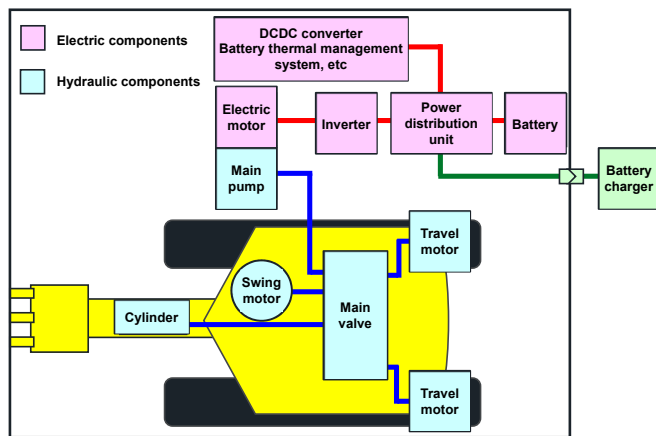 Electric components
Hydraulic components
DCDC converter
Battery thermal management
system, etc
Electric
motor
Inverter
Power
distribution
unit
Battery
Main
pump
Battery
charger
Travel
motor
Swing
motor
Main
valve
Cylinder
Travel
motor